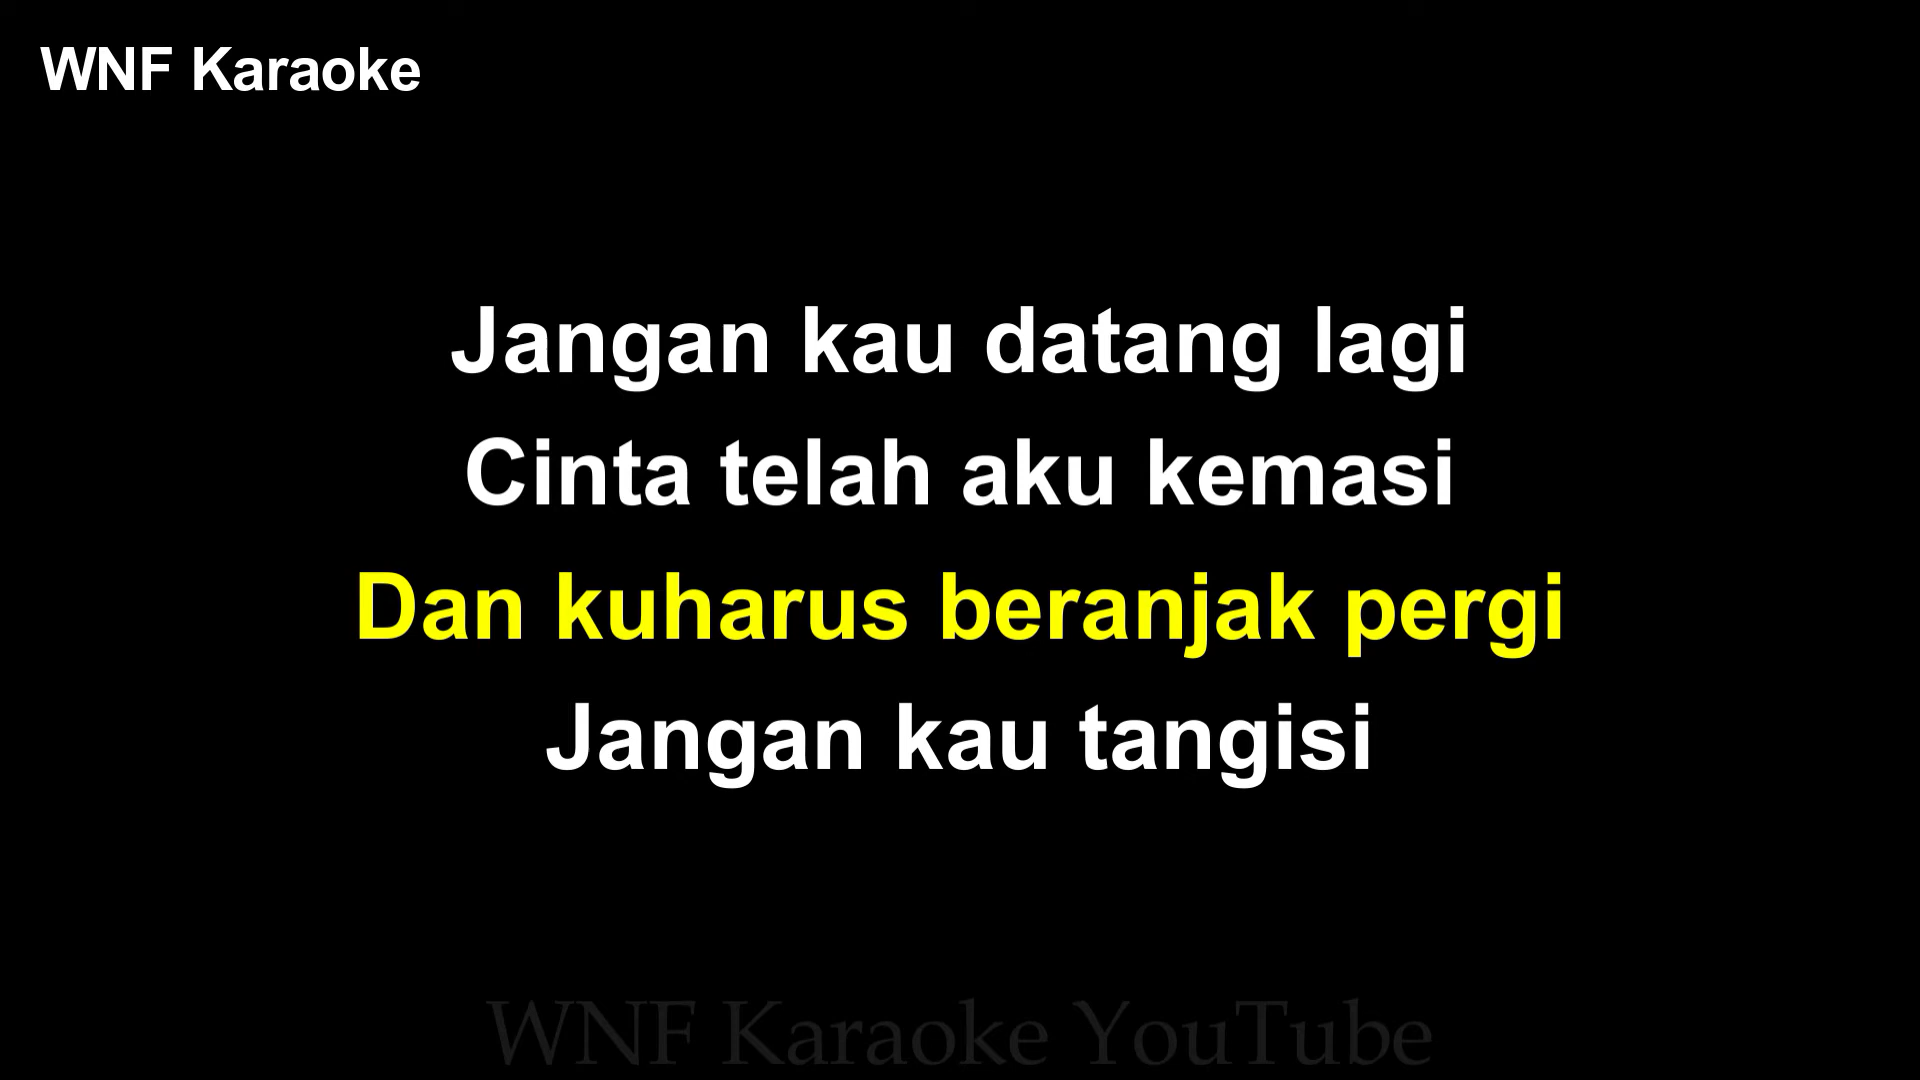 WNF Karaoke
Jangan kau datang lagi
Cinta telah aku kemasi
Dan kuharus beranjak pergi
Jangan kau tangisi
WNF Karaoke YouTube